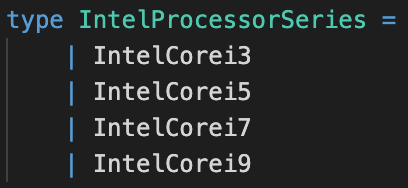 type IntelProcessorSeries =
| IntelCorei3
| IntelCorei5
| IntelCorei7
| IntelCorei9